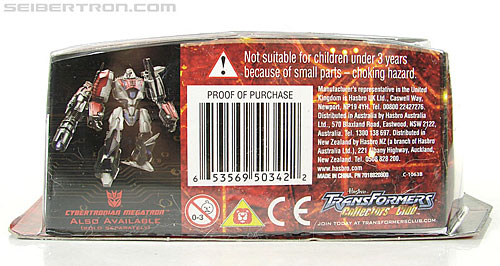 SEIBERTRON.COM
Not suitable for children under 3 years
because of small parts – choking hazard.
PROOF OF PURCHASE
6 53569 50342 2
0-3
CE
Manufacturer's representative in the United
Kingdom is Hasbro UK Ltd., Caswell Way,
Newport, NP19 4YH. Tel. 00800 22427276.
Distributed in Australia by Hasbro Australia
Ltd., 570 Blaxland Road, Eastwood, NSW 2122,
Australia. Tel. 1300 138 697. Distributed in
New Zealand by Hasbro NZ (a branch of Hasbro
Australia Ltd.), 221 Albany Highway, Auckland,
New Zealand. Tel. 0508 828 200.
www.hasbro.com
MADE IN CHINA.
C-1063B
CYBERTRONIAN MEGATRON
ALSO AVAILABLE
(SOLD SEPARATELY)
Hasbro
TRANSFORMERS
Collectors' Club
JOIN TODAY AT TRANSFORMERSCLUB.COM